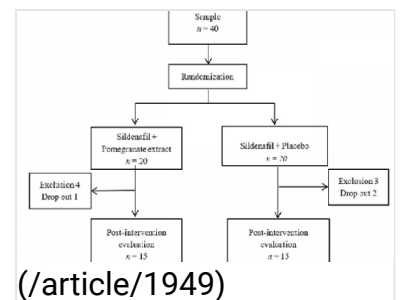 Sample
n = 40
Randomization
Sildenafil +
Pomegranate extract
n = 20
Sildenafil + Placebo
n = 20
Exclusion 4
Drop out 1
Exclusion 3
Drop out 2
Post-intervention
evaluation
n = 15
Post-intervention
evaluation
n = 15
(/article/1949)